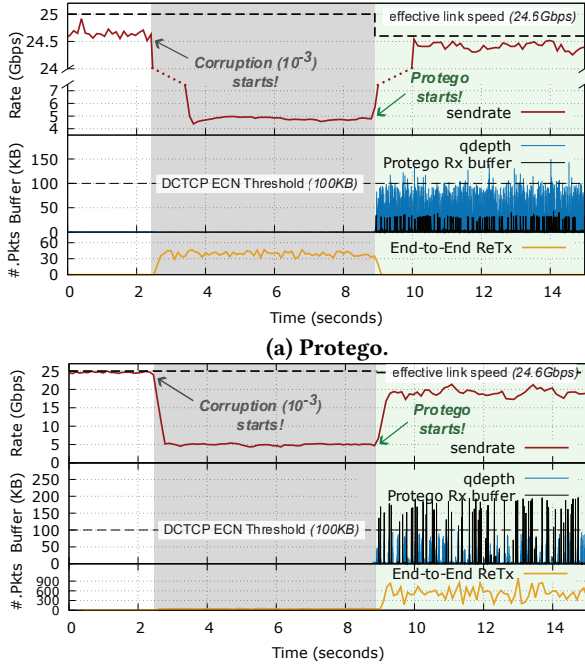 25
24.5
24
7
6
5
4
Rate (Gbps)
effective link speed (24.6Gbps)
Corruption (10-3)
starts!
Protego
starts!
sendrate
150
100
50
0
Buffer (KB)
qdepth
Protego Rx buffer
DCTCP ECN Threshold (100KB)
60
30
0
#.Pkts
End-to-End ReTx
0 2 4 6 8 10 12 14
Time (seconds)
(a) Protego.
25
20
15
10
5
0
Rate (Gbps)
effective link speed (24.6Gbps)
Corruption (10-3)
starts!
Protego
starts!
sendrate
250
200
150
100
50
0
Buffer (KB)
qdepth
Protego Rx buffer
DCTCP ECN Threshold (100KB)
900
600
300
0
#.Pkts
End-to-End ReTx
0 2 4 6 8 10 12 14
Time (seconds)